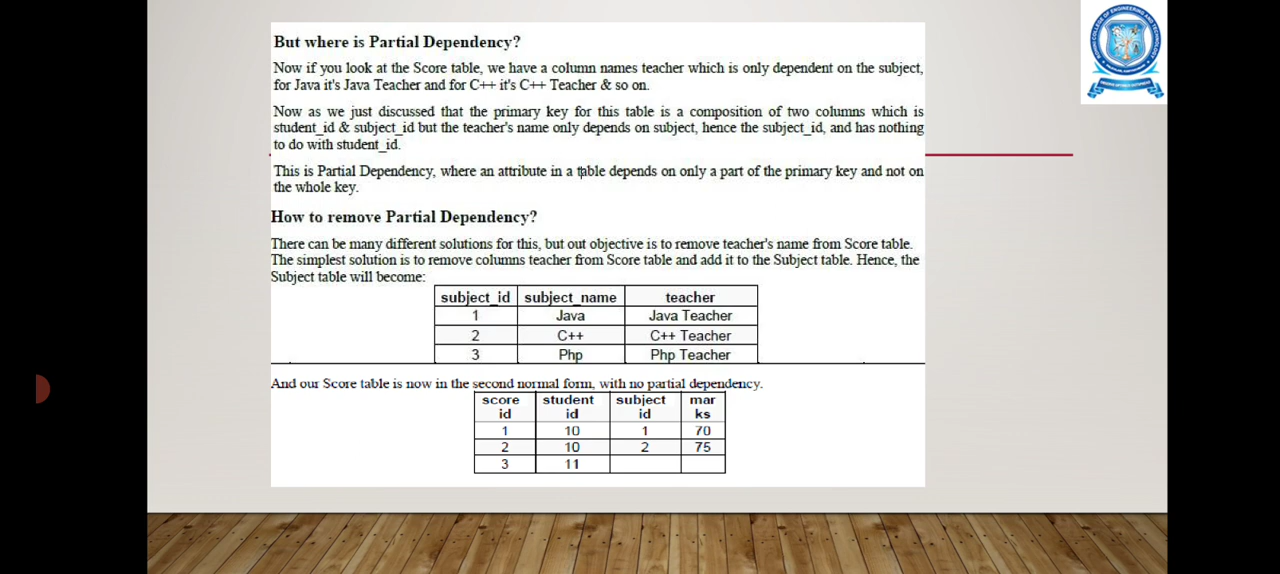 But where is Partial Dependency?
Now if you look at the Score table, we have a column names teacher which is only dependent on the subject,
for Java it's Java Teacher and for C++ it's C++ Teacher & so on.
Now as we just discussed that the primary key for this table is a composition of two columns which is
student_id & subject_id but the teacher's name only depends on subject, hence the subject_id, and has nothing
to do with student_id.
This is Partial Dependency, where an attribute in a table depends on only a part of the primary key and not on
the whole key.
How to remove Partial Dependency?
There can be many different solutions for this, but out objective is to remove teacher's name from Score table.
The simplest solution is to remove columns teacher from Score table and add it to the Subject table. Hence, the
Subject table will become:
subject_id subject_name teacher
1 Java Java Teacher
2 C++ C++ Teacher
3 Php Php Teacher
And our Score table is now in the second normal form, with no partial dependency.
score student subject mar
id id id ks
1 10 1 70
2 10 2 75
3 11